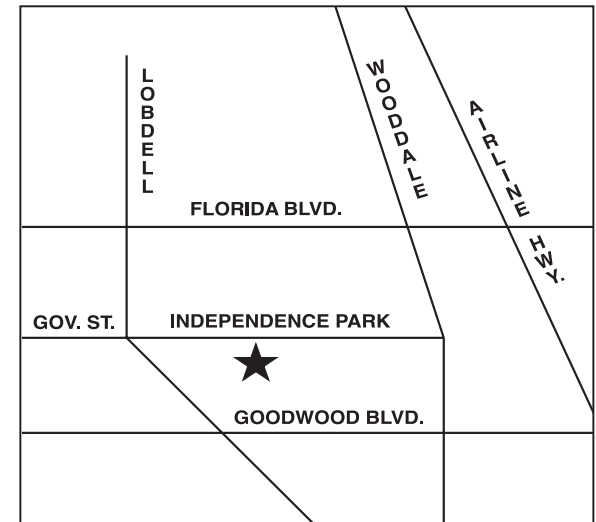 LOBDELL
WOODDALE
AIRLINE HWY.
FLORIDA BLVD.
GOV. ST.
INDEPENDENCE PARK
GOODWOOD BLVD.